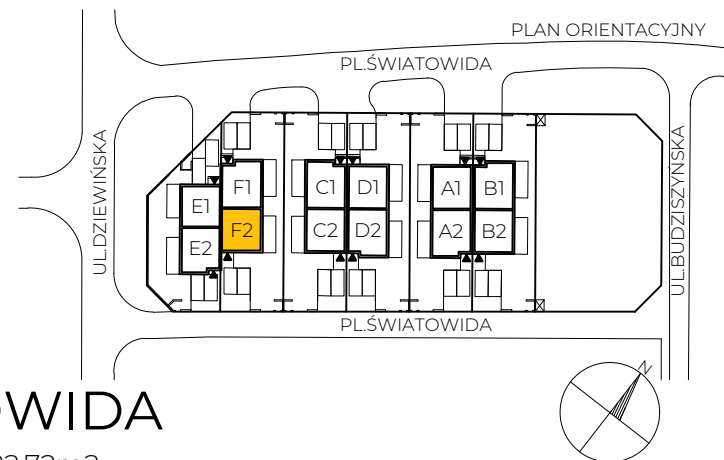 PLAN ORIENTACYJNY
PL.ŚWIATOWIDA
UL.DZIEWIŃSKA
UL.BUDZISZYNSKA
F1 C1 D1 A1 B1
E1
F2 C2 D2 A2 B2
E2
PL.ŚWIATOWIDA
N
WIDA